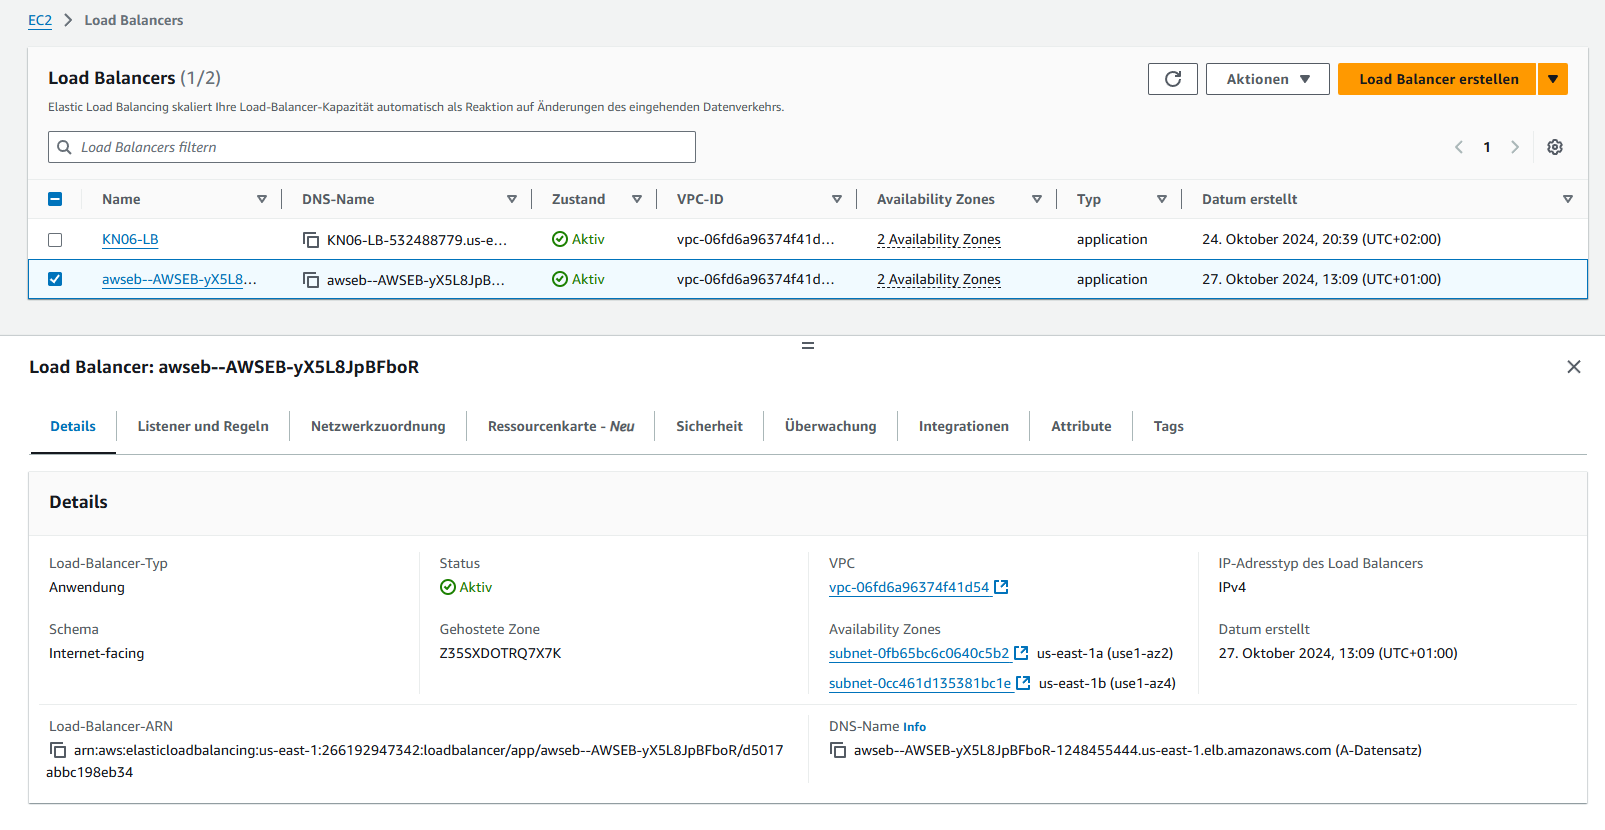 EC2 > Load Balancers
Load Balancers (1/2)
Aktionen
Load Balancer erstellen
Elastic Load Balancing skaliert Ihre Load-Balancer-Kapazität automatisch als Reaktion auf Änderungen des eingehenden Datenverkehrs.
Load Balancers filtern
1
Name DNS-Name Zustand VPC-ID Availability Zones Typ Datum erstellt
KN06-LB KN06-LB-532488779.us-e... Aktiv vpc-06fd6a96374f41d... 2 Availability Zones application 24. Oktober 2024, 20:39 (UTC+02:00)
awseb--AWSEB-yX5L8... awseb--AWSEB-yX5L8JpB... Aktiv vpc-06fd6a96374f41d... 2 Availability Zones application 27. Oktober 2024, 13:09 (UTC+01:00)
Load Balancer: awseb--AWSEB-yX5L8JpBFboR
Details Listener und Regeln Netzwerkzuordnung Ressourcenkarte - Neu Sicherheit Überwachung Integrationen Attribute Tags
Details
Load-Balancer-Typ
Anwendung
Status
Aktiv
VPC
vpc-06fd6a96374f41d54
IP-Adresstyp des Load Balancers
IPv4
Schema
Internet-facing
Gehostete Zone
Z35SXDOTRQ7X7K
Availability Zones
subnet-0fb65bc6c0640c5b2 us-east-1a (use1-az2)
subnet-0cc461d135381bc1e us-east-1b (use1-az4)
Datum erstellt
27. Oktober 2024, 13:09 (UTC+01:00)
Load-Balancer-ARN
arn:aws:elasticloadbalancing:us-east-1:266192947342:loadbalancer/app/awseb--AWSEB-yX5L8JpBFboR/d5017
abbc198eb34
DNS-Name Info
awseb--AWSEB-yX5L8JpBFboR-1248455444.us-east-1.elb.amazonaws.com (A-Datensatz)